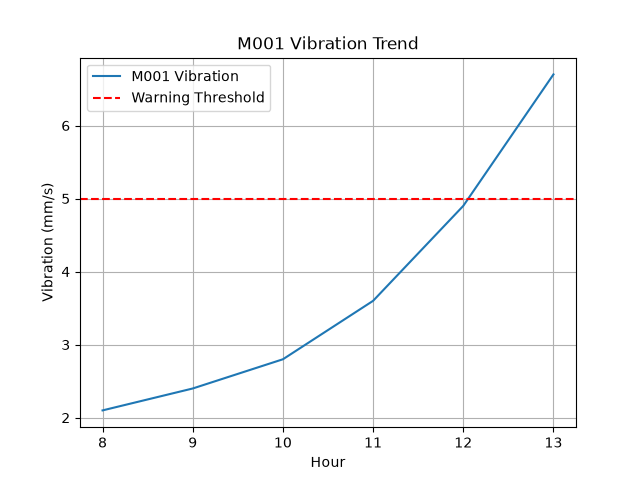 M001 Vibration Trend
M001 Vibration
Warning Threshold
Vibration (mm/s)
6
5
4
3
2
8 9 10 11 12 13
Hour